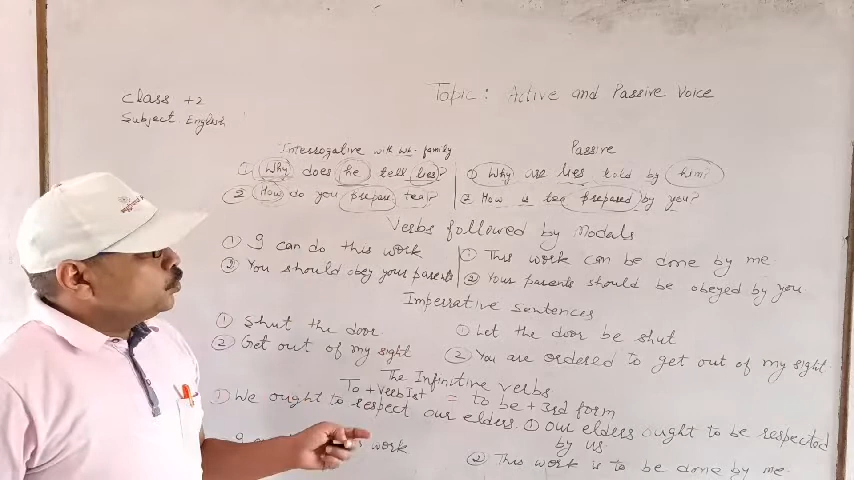 Class +2
Topic: Active and Passive Voice
Subject English
Interrogative with wh. family
Passive
① Why does he tell lies?
① Why are lies told by him?
② How do you prepare tea?
② How is tea prepared by you?
Verbs followed by Modals
① I can do this work
① This work can be done by me.
② You should obey your parents
② Your parents should be obeyed by you.
Imperative Sentences
① Shut the door
① Let the door be shut
② Get out of my sight
② You are ordered to get out of my sight.
The Infinitive verbs
To + Verb Ist = to be + 3rd form
① We ought to respect our elders.
① Our elders ought to be respected by us.
I work
② This work is to be done by me.